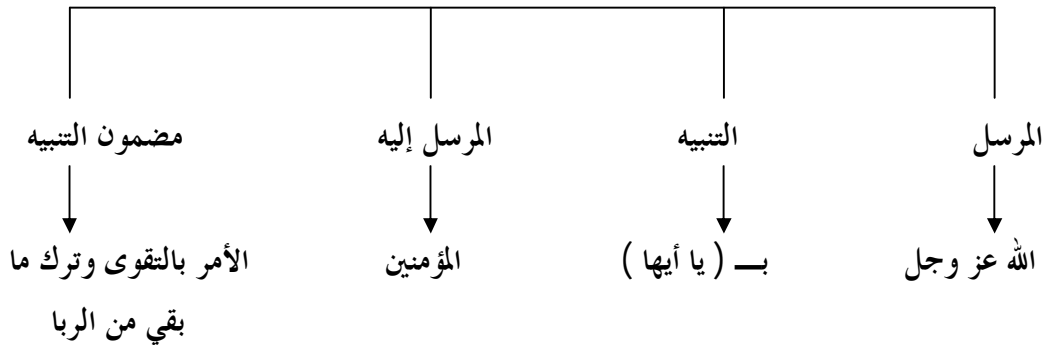 المرسل
التنبيه
المرسل إليه
مضمون التنبيه
الله عز وجل
بـــ ( يا أيها )
المؤمنين
الأمر بالتقوى وترك ما
بقي من الربا